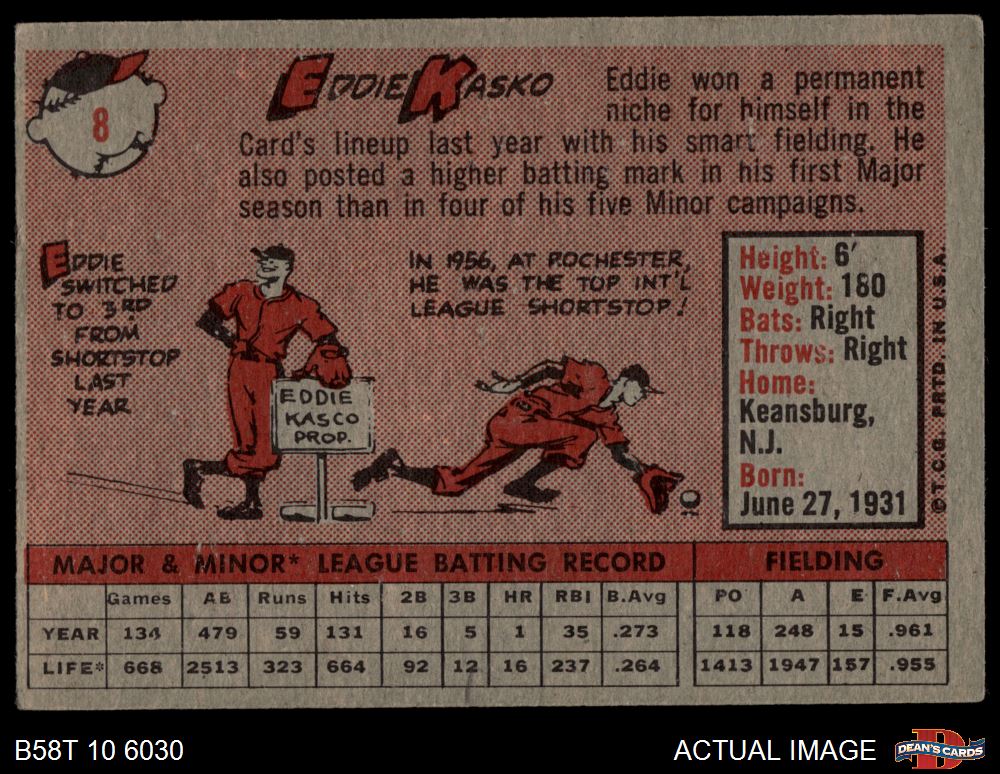 8
EDDIE KASKO
Eddie won a permanent
niche for himself in the
Card's lineup last year with his smart fielding. He
also posted a higher batting mark in his first Major
season than in four of his five Minor campaigns.
EDDIE
SWITCHED
TO 3RD
FROM
SHORTSTOP
LAST
YEAR
EDDIE
KASCO
PROP.
IN 1956, AT ROCHESTER,
HE WAS THE TOP INT'L
LEAGUE SHORTSTOP!
Height: 6'
Weight: 180
Bats: Right
Throws: Right
Home:
Keansburg,
N.J.
Born:
June 27, 1931
©T.C.G. PRTD. IN U.S.A.
MAJOR & MINOR* LEAGUE BATTING RECORD FIELDING
Games AB Runs Hits 2B 3B HR RBI B.Avg PO A E F.Avg
YEAR 134 479 59 131 16 5 1 35 .273 118 248 15 .961
LIFE* 668 2513 323 664 92 12 16 237 .264 1413 1947 157 .955
B58T 10 6030
ACTUAL IMAGE
DEAN'S CARDS